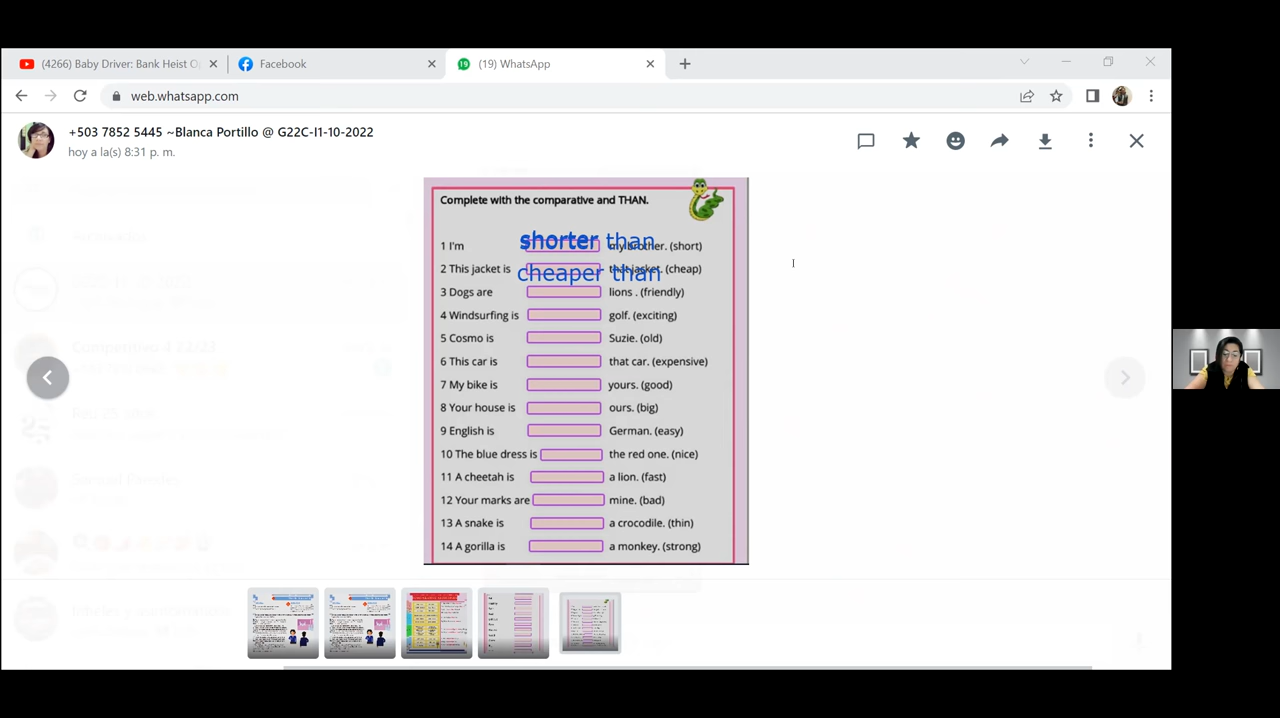 (4266) Baby Driver: Bank Heist O
Facebook
(19) WhatsApp
web.whatsapp.com
+503 7852 5445 ~Blanca Portillo @ G22C-I1-10-2022
hoy a la(s) 8:31 p. m.
Complete with the comparative and THAN.
1 I'm shorter than my brother. (short)
2 This jacket is cheaper than that jacket. (cheap)
3 Dogs are lions . (friendly)
4 Windsurfing is golf. (exciting)
5 Cosmo is Suzie. (old)
6 This car is that car. (expensive)
7 My bike is yours. (good)
8 Your house is ours. (big)
9 English is German. (easy)
10 The blue dress is the red one. (nice)
11 A cheetah is a lion. (fast)
12 Your marks are mine. (bad)
13 A snake is a crocodile. (thin)
14 A gorilla is a monkey. (strong)